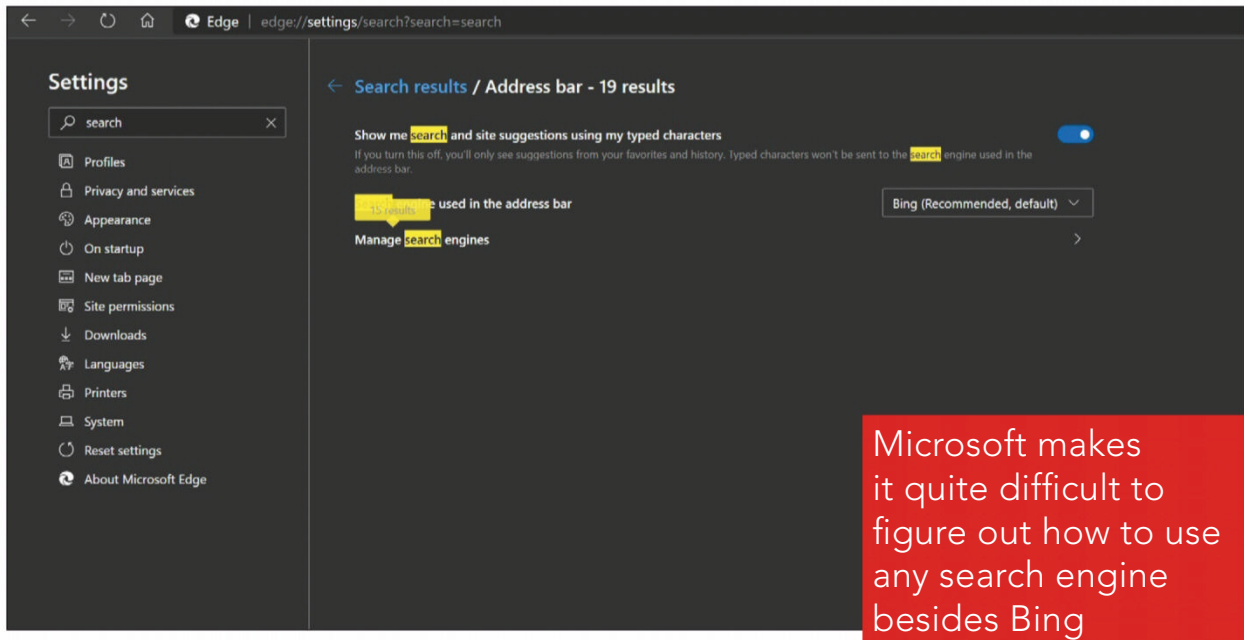 Edge | edge://settings/search?search=search
Settings
search
Profiles
Privacy and services
Appearance
On startup
New tab page
Site permissions
Downloads
Languages
Printers
System
Reset settings
About Microsoft Edge
Search results / Address bar - 19 results
Show me search and site suggestions using my typed characters
If you turn this off, you'll only see suggestions from your favorites and history. Typed characters won't be sent to the search engine used in the
address bar.
15 results
used in the address bar
Bing (Recommended, default)
Manage search engines
Microsoft makes
it quite difficult to
figure out how to use
any search engine
besides Bing